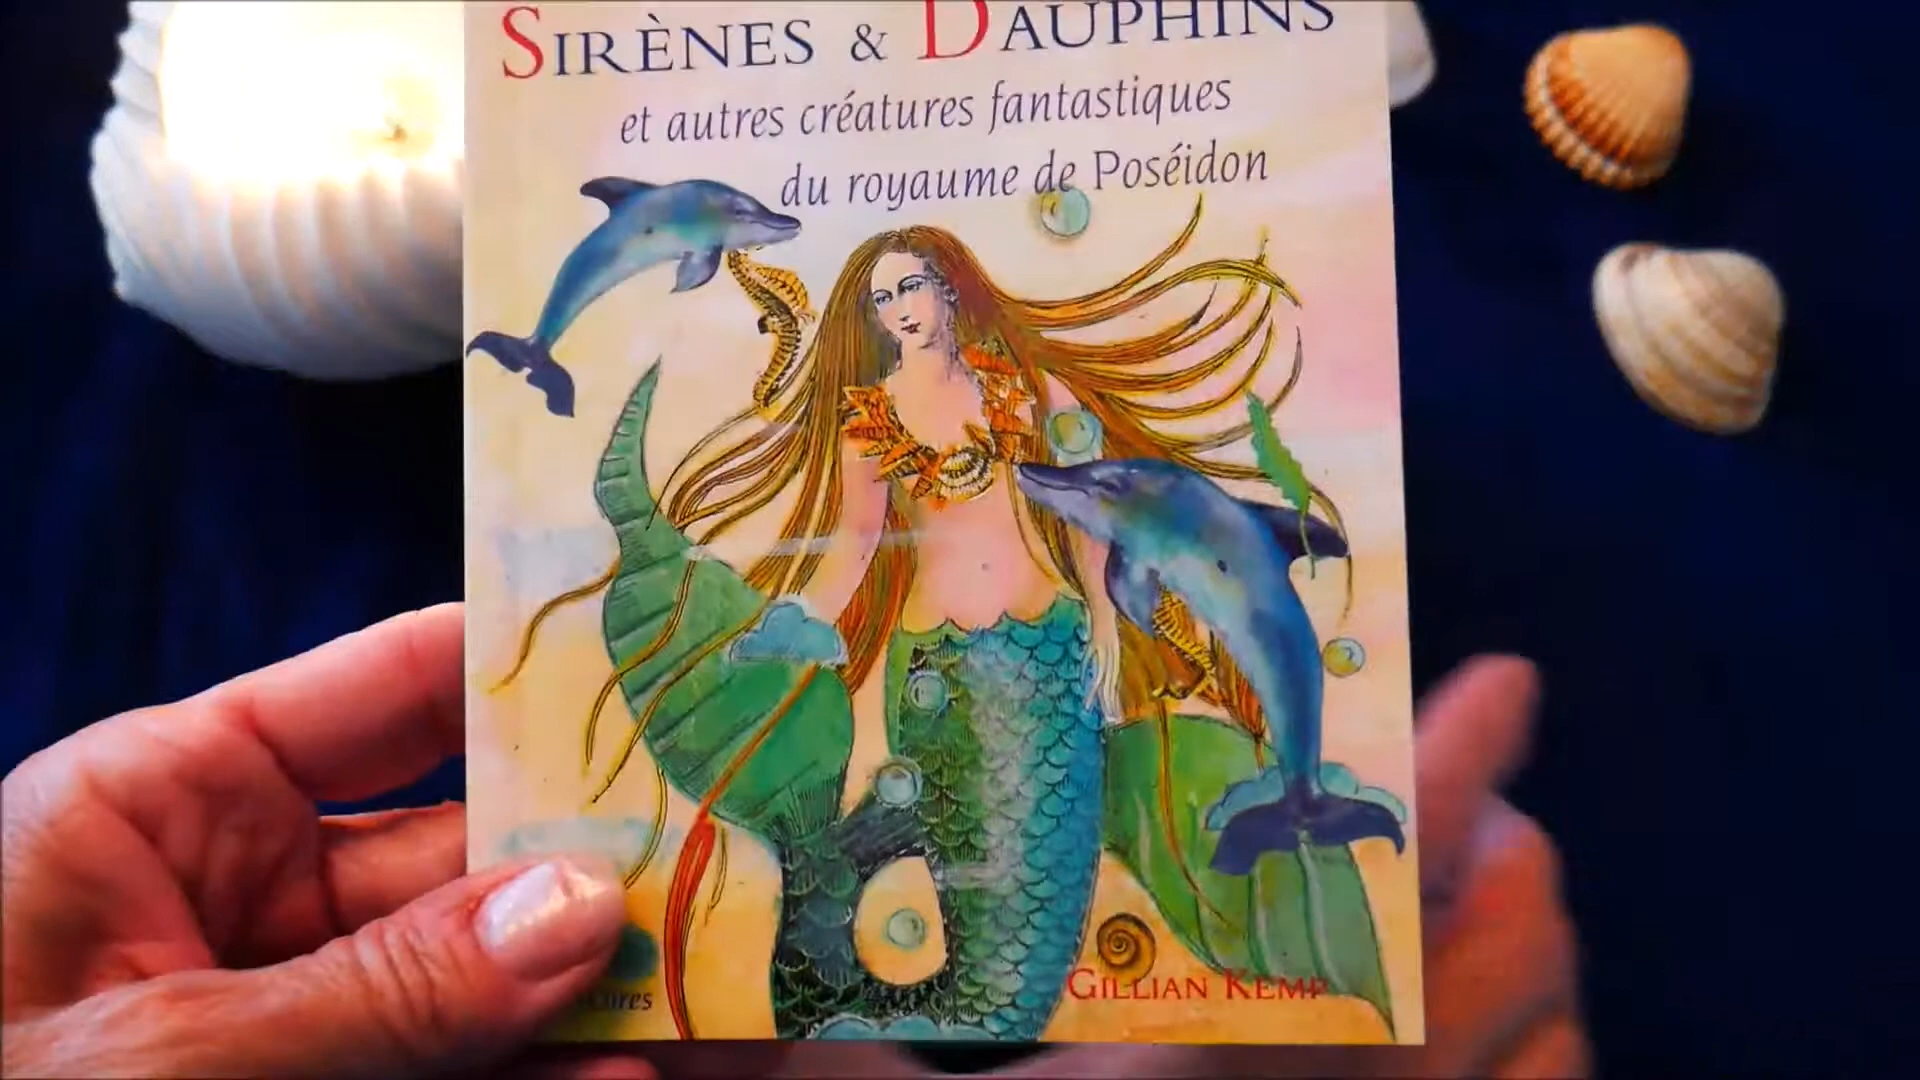 SIRÈNES & DAUPHINS
et autres créatures fantastiques
du royaume de Poséidon
GILLIAN KEMP